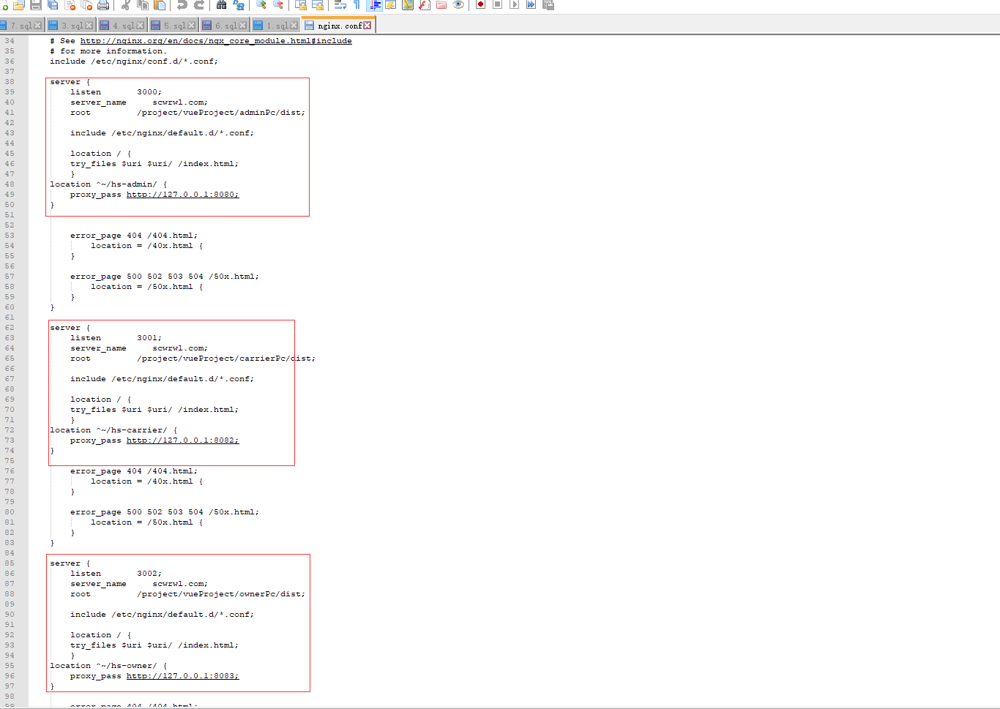 7.sql 3.sql 4.sql 5.sql 6.sql 1.sql nginx.conf
34 # See http://nginx.org/en/docs/ngx_core_module.html#include
35 # for more information.
36 include /etc/nginx/conf.d/*.conf;
37
38 server {
39 listen 3000;
40 server_name scwrwl.com;
41 root /project/vueProject/adminPc/dist;
42
43 include /etc/nginx/default.d/*.conf;
44
45 location / {
46 try_files $uri $uri/ /index.html;
47 }
48 location ^~/hs-admin/ {
49 proxy_pass http://127.0.0.1:8080;
50 }
51
52
53 error_page 404 /404.html;
54 location = /40x.html {
55 }
56
57 error_page 500 502 503 504 /50x.html;
58 location = /50x.html {
59 }
60 }
61
62 server {
63 listen 3001;
64 server_name scwrwl.com;
65 root /project/vueProject/carrierPc/dist;
66
67 include /etc/nginx/default.d/*.conf;
68
69 location / {
70 try_files $uri $uri/ /index.html;
71 }
72 location ^~/hs-carrier/ {
73 proxy_pass http://127.0.0.1:8082;
74 }
75
76 error_page 404 /404.html;
77 location = /40x.html {
78 }
79
80 error_page 500 502 503 504 /50x.html;
81 location = /50x.html {
82 }
83 }
84
85 server {
86 listen 3002;
87 server_name scwrwl.com;
88 root /project/vueProject/ownerPc/dist;
89
90 include /etc/nginx/default.d/*.conf;
91
92 location / {
93 try_files $uri $uri/ /index.html;
94 }
95 location ^~/hs-owner/ {
96 proxy_pass http://127.0.0.1:8083;
97 }
98
99 error_page 404 /404.html;